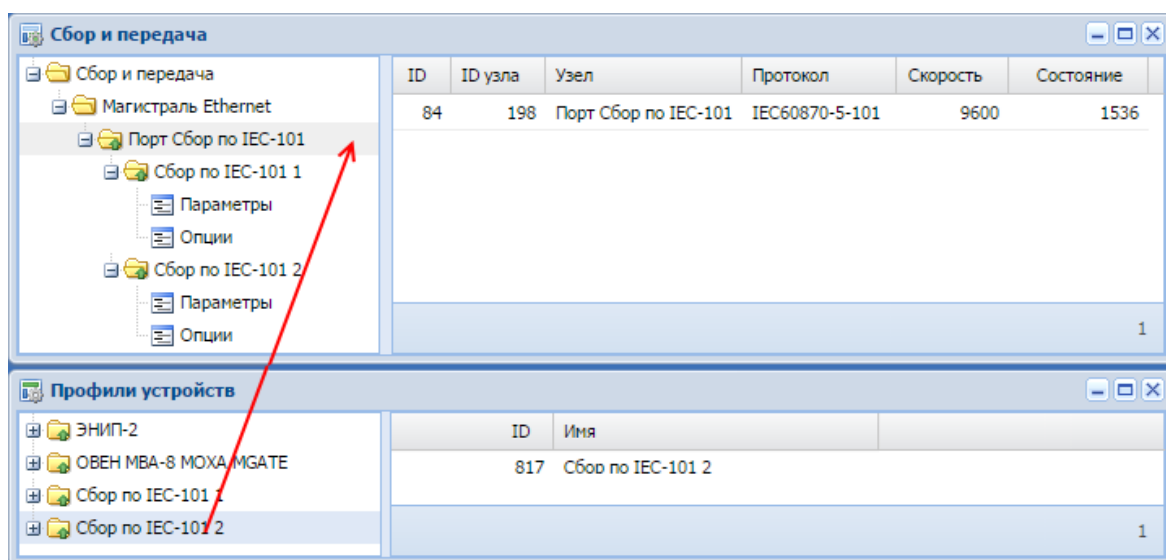 Сбор и передача
Сбор и передача
Магистраль Ethernet
Порт Сбор по IEC-101
Сбор по IEC-101 1
Параметры
Опции
Сбор по IEC-101 2
Параметры
Опции
ID ID узла Узел Протокол Скорость Состояние
84 198 Порт Сбор по IEC-101 IEC60870-5-101 9600 1536
1
Профили устройств
ЭНИП-2
ОВЕН МВА-8 MOXA MGATE
Сбор по IEC-101 1
Сбор по IEC-101 2
ID Имя
817 Сбор по IEC-101 2
1